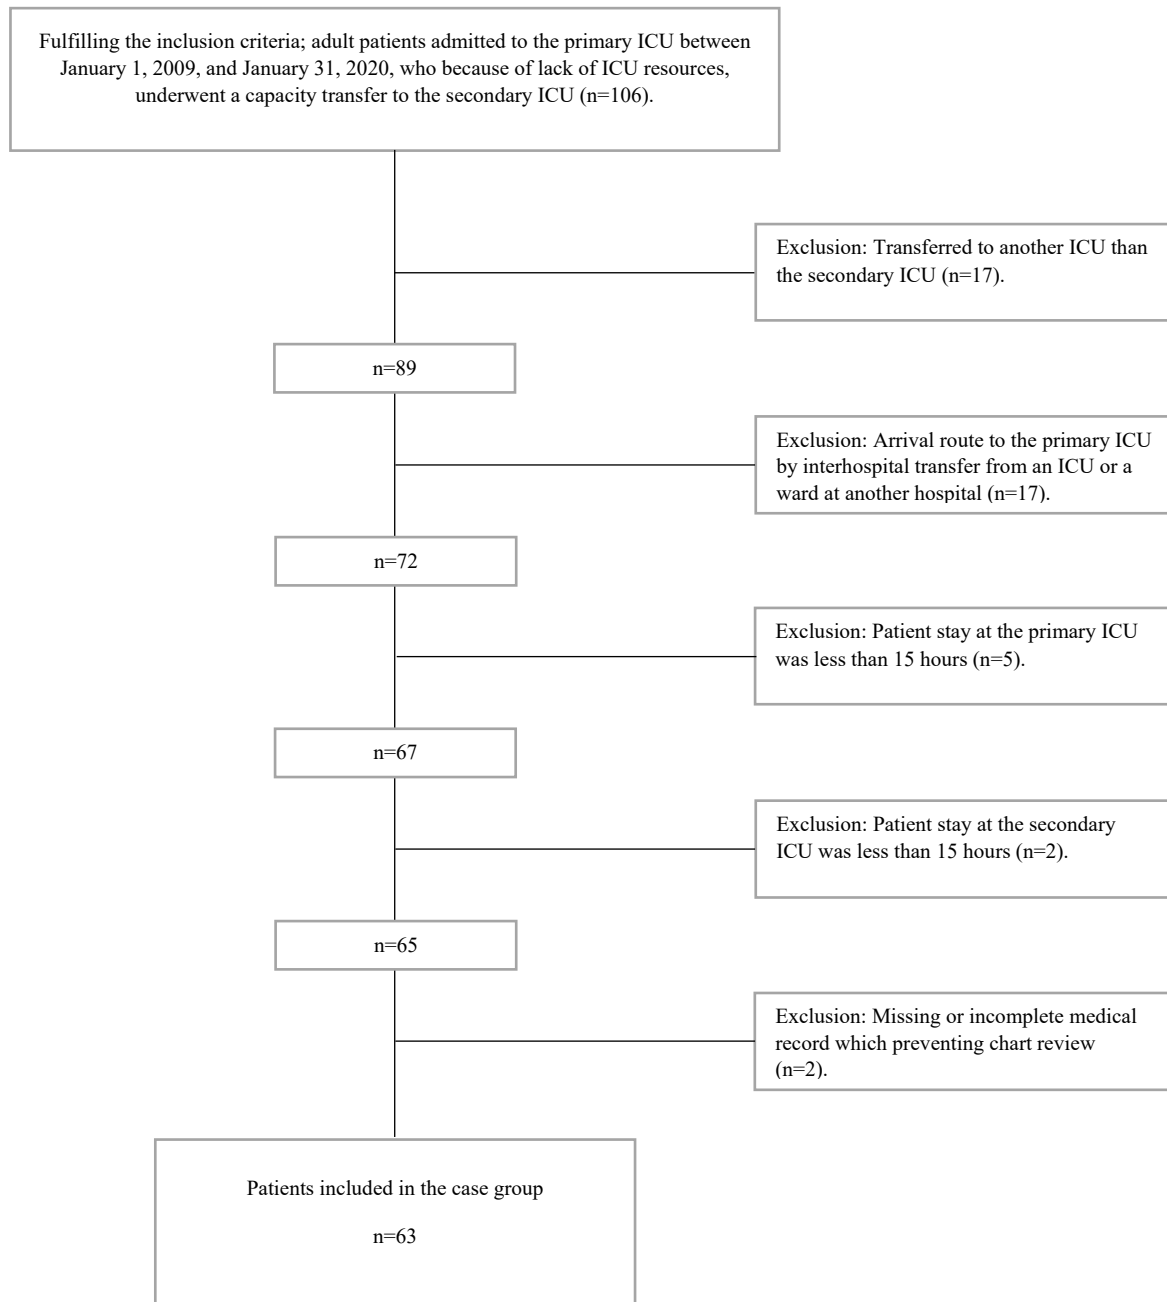 Fulfilling the inclusion criteria; adult patients admitted to the primary ICU between
January 1, 2009, and January 31, 2020, who because of lack of ICU resources,
underwent a capacity transfer to the secondary ICU (n=106).
Exclusion: Transferred to another ICU than
the secondary ICU (n=17).
n=89
Exclusion: Arrival route to the primary ICU
by interhospital transfer from an ICU or a
ward at another hospital (n=17).
n=72
Exclusion: Patient stay at the primary ICU
was less than 15 hours (n=5).
n=67
Exclusion: Patient stay at the secondary
ICU was less than 15 hours (n=2).
n=65
Exclusion: Missing or incomplete medical
record which preventing chart review
(n=2).
Patients included in the case group
n=63